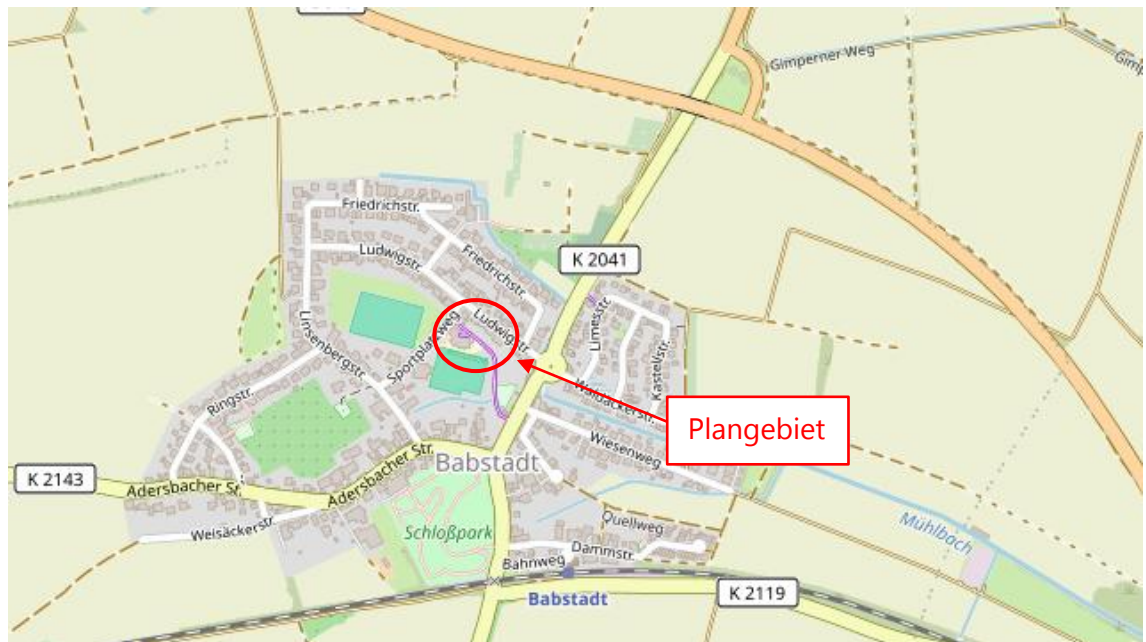 Gimperner Weg
Friedrichstr.
K 2041
Ludwigstr.
Friedrichstr.
Limesstr.
Ludwigstr.
Linsenbergstr.
Sportplatzweg
Kastellstr.
Waldäckerstr.
Ringstr.
Plangebiet
Wiesenweg
Babstadt
K 2143
Adersbacher Str.
Adersbacher Str.
Weisäckerstr.
Schloßpark
Quellweg
Mühlbach
Dammstr.
Bahnweg
Babstadt
K 2119